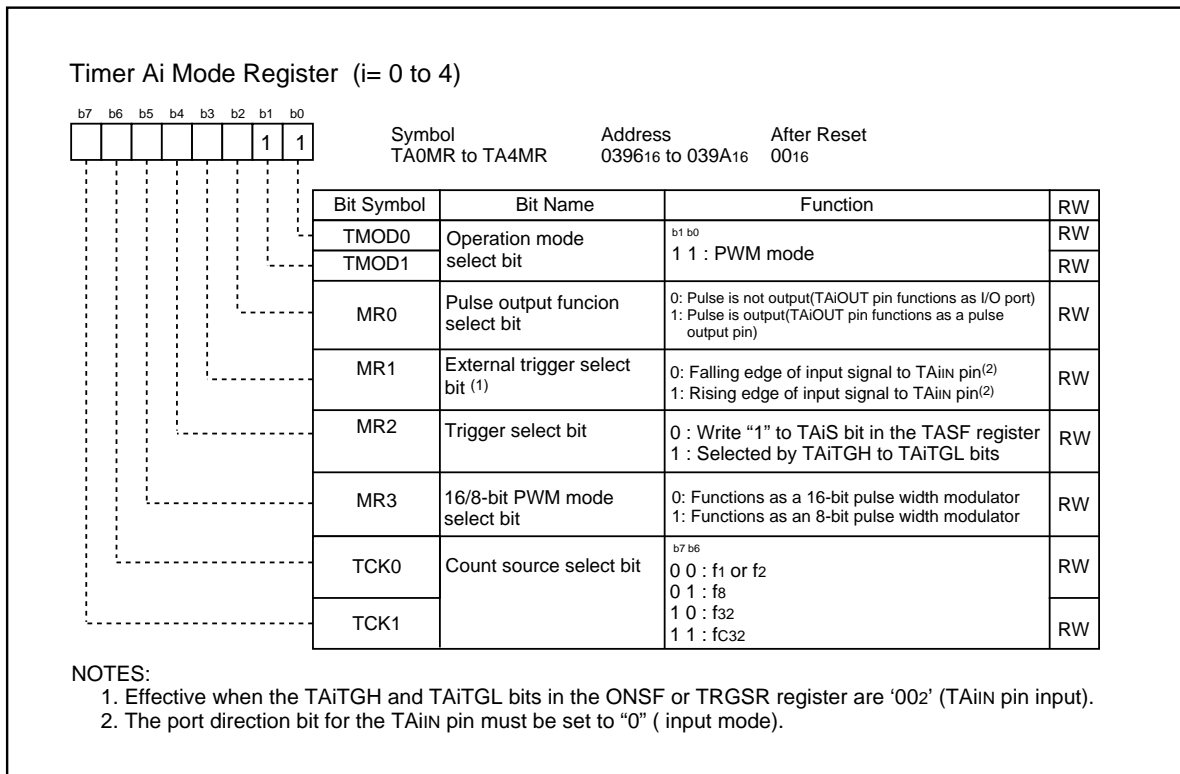 Timer Ai Mode Register (i= 0 to 4)
b7 b6 b5 b4 b3 b2 b1 b0
1 1
Symbol Address After Reset
TA0MR to TA4MR 039616 to 039A16 0016
Bit Symbol Bit Name Function RW
TMOD0 Operation mode select bit b1 b0 RW
TMOD1 1 1 : PWM mode RW
MR0 Pulse output funcion select bit 0: Pulse is not output(TAiOUT pin functions as I/O port) RW
1: Pulse is output(TAiOUT pin functions as a pulse
output pin)
MR1 External trigger select bit (1) 0: Falling edge of input signal to TAiIN pin(2) RW
1: Rising edge of input signal to TAiIN pin(2)
MR2 Trigger select bit 0 : Write “1” to TAiS bit in the TASF register RW
1 : Selected by TAiTGH to TAiTGL bits
MR3 16/8-bit PWM mode select bit 0: Functions as a 16-bit pulse width modulator RW
1: Functions as an 8-bit pulse width modulator
TCK0 Count source select bit b7 b6 RW
0 0 : f1 or f2
0 1 : f8
TCK1 1 0 : f32 RW
1 1 : fC32
NOTES:
1. Effective when the TAiTGH and TAiTGL bits in the ONSF or TRGSR register are ‘002’ (TAiIN pin input).
2. The port direction bit for the TAiIN pin must be set to “0” ( input mode).